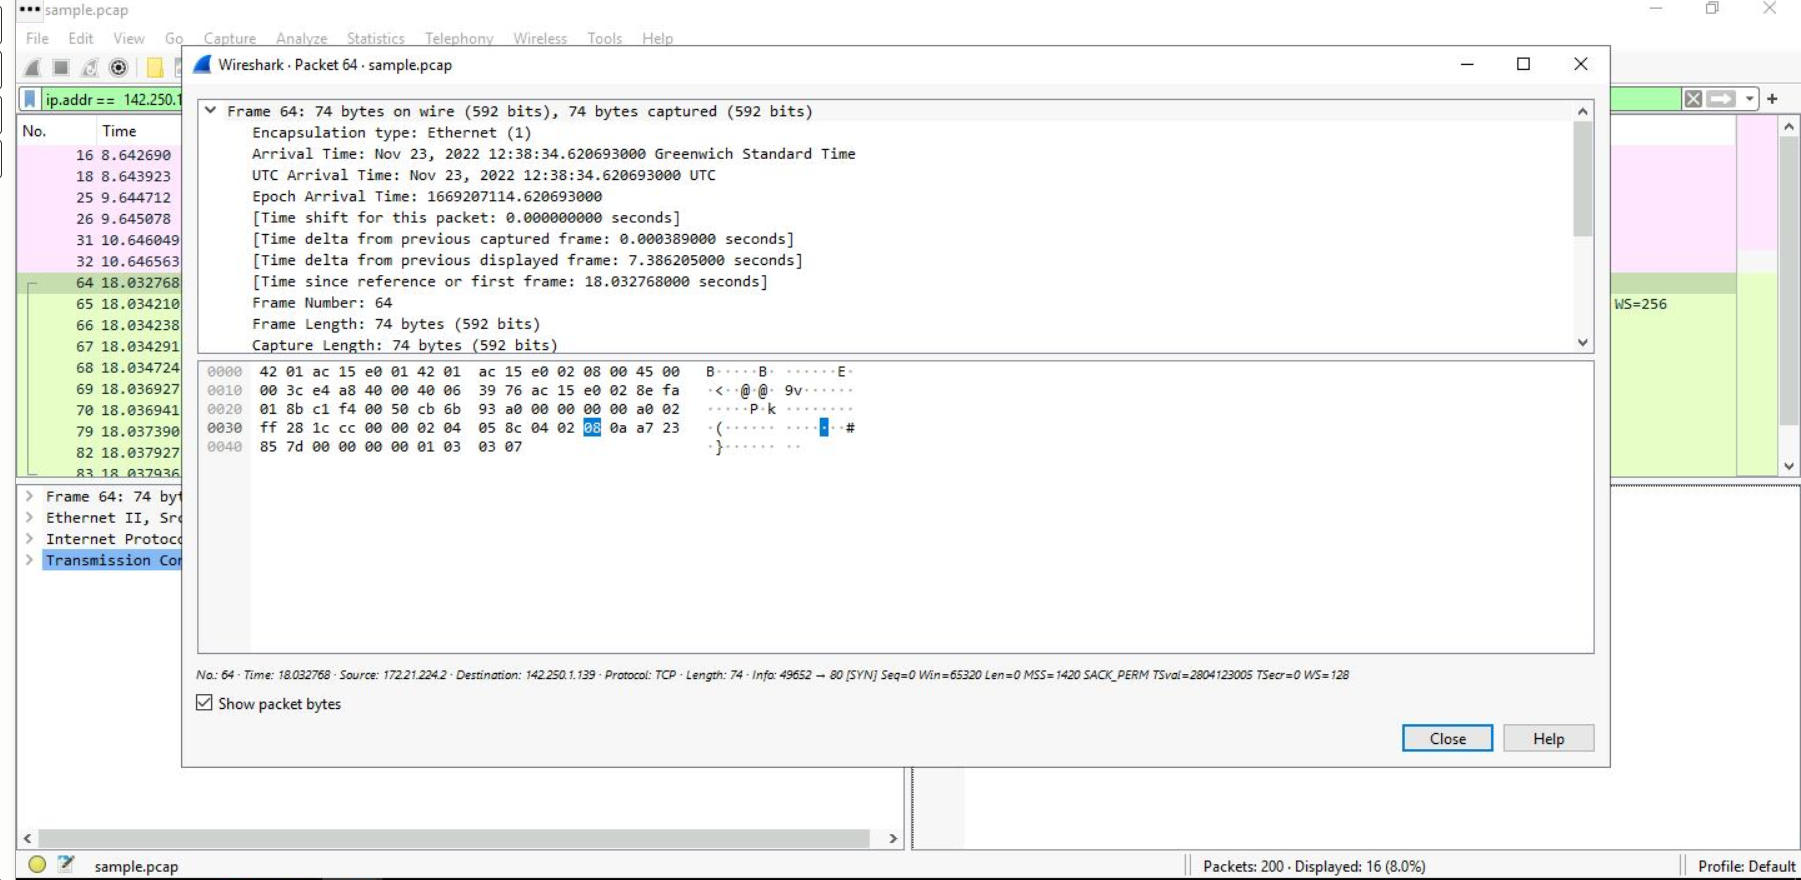 sample.pcap
File Edit View Go Capture Analyze Statistics Telephony Wireless Tools Help
Wireshark · Packet 64 · sample.pcap
ip.addr == 142.250.1
No. Time
16 8.642690
18 8.643923
25 9.644712
26 9.645078
31 10.646049
32 10.646563
64 18.032768
65 18.034210
66 18.034238
67 18.034291
68 18.034724
69 18.036927
70 18.036941
79 18.037390
82 18.037927
83 18.037936
WS=256
Frame 64: 74 bytes on wire (592 bits), 74 bytes captured (592 bits)
Encapsulation type: Ethernet (1)
Arrival Time: Nov 23, 2022 12:38:34.620693000 Greenwich Standard Time
UTC Arrival Time: Nov 23, 2022 12:38:34.620693000 UTC
Epoch Arrival Time: 1669207114.620693000
[Time shift for this packet: 0.000000000 seconds]
[Time delta from previous captured frame: 0.000389000 seconds]
[Time delta from previous displayed frame: 7.386205000 seconds]
[Time since reference or first frame: 18.032768000 seconds]
Frame Number: 64
Frame Length: 74 bytes (592 bits)
Capture Length: 74 bytes (592 bits)
0000 42 01 ac 15 e0 01 42 01 ac 15 e0 02 08 00 45 00 B·····B· ······E·
0010 00 3c e4 a8 40 00 40 06 39 76 ac 15 e0 02 8e fa ·<··@·@· 9v······
0020 01 8b c1 f4 00 50 cb 6b 93 a0 00 00 00 00 a0 02 ·····P·k ········
0030 ff 28 1c cc 00 00 02 04 05 8c 04 02 08 0a a7 23 ·(······ ·······#
0040 85 7d 00 00 00 00 01 03 03 07 ·}······ ··
No.: 64 · Time: 18.032768 · Source: 172.21.224.2 · Destination: 142.250.1.139 · Protocol: TCP · Length: 74 · Info: 49652 → 80 [SYN] Seq=0 Win=65320 Len=0 MSS=1420 SACK_PERM TSval=2804123005 TSecr=0 WS=128
Show packet bytes
Close Help
Frame 64: 74 byt
Ethernet II, Src
Internet Protoco
Transmission Con
sample.pcap
Packets: 200 · Displayed: 16 (8.0%)
Profile: Default